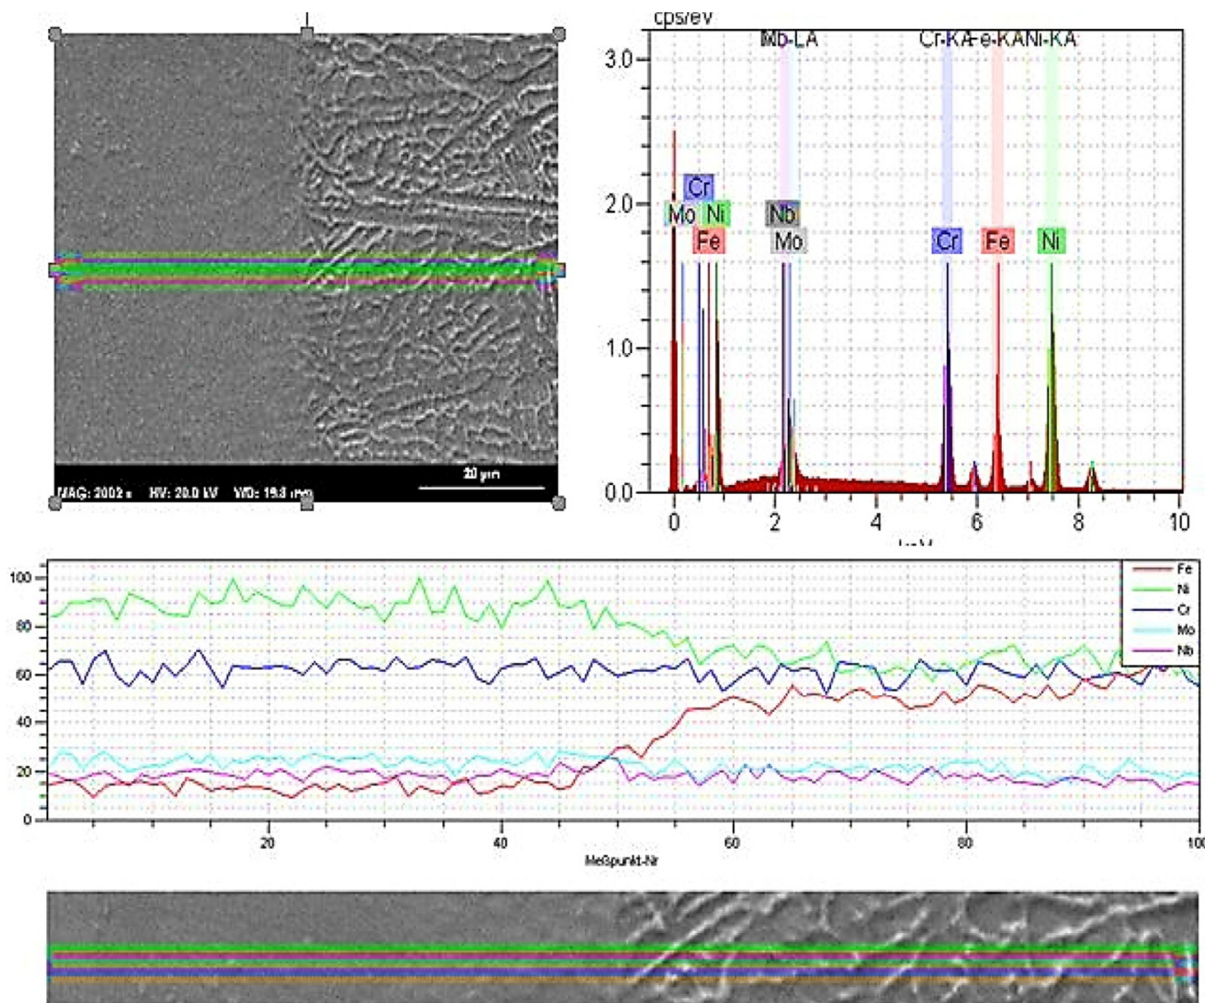 MAG: 2002 x HV: 20.0 kV WD: 19.8 mm
20 µm
cps/eV
Cr-KA Fe-KA Ni-KA
3.0
2.0
1.0
0.0
Cr
Mo Ni
Fe
Nb
Mo
Cr Fe Ni
0 2 4 6 8 10
100
80
60
40
20
0
Fe
Ni
Cr
Mo
Nb
20 40 60 80 100
Meßpunkt-Nr